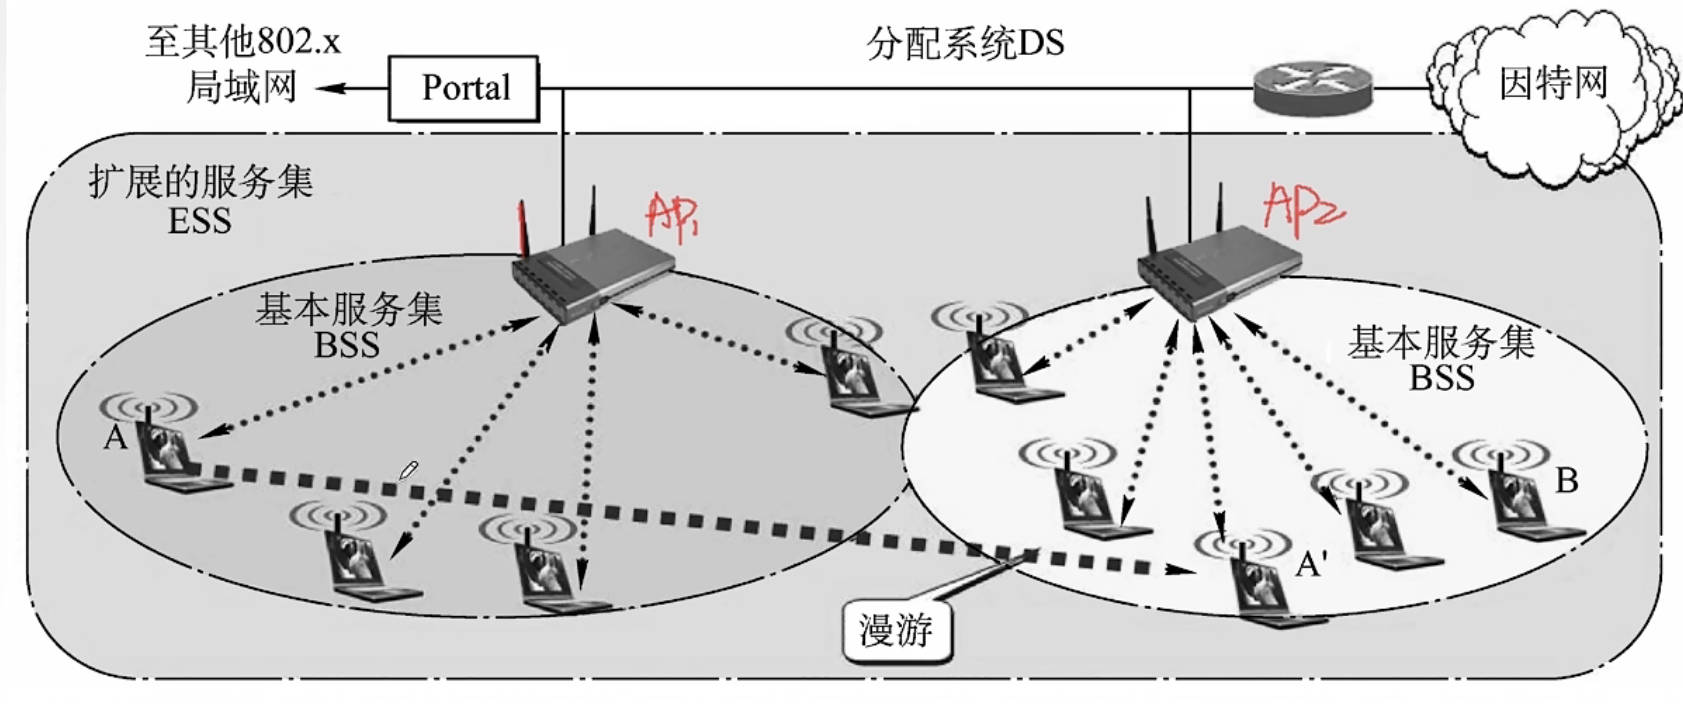 至其他802.x
局域网
Portal
分配系统DS
因特网
扩展的服务集
ESS
AP1
AP2
基本服务集
BSS
基本服务集
BSS
A
B
A'
漫游